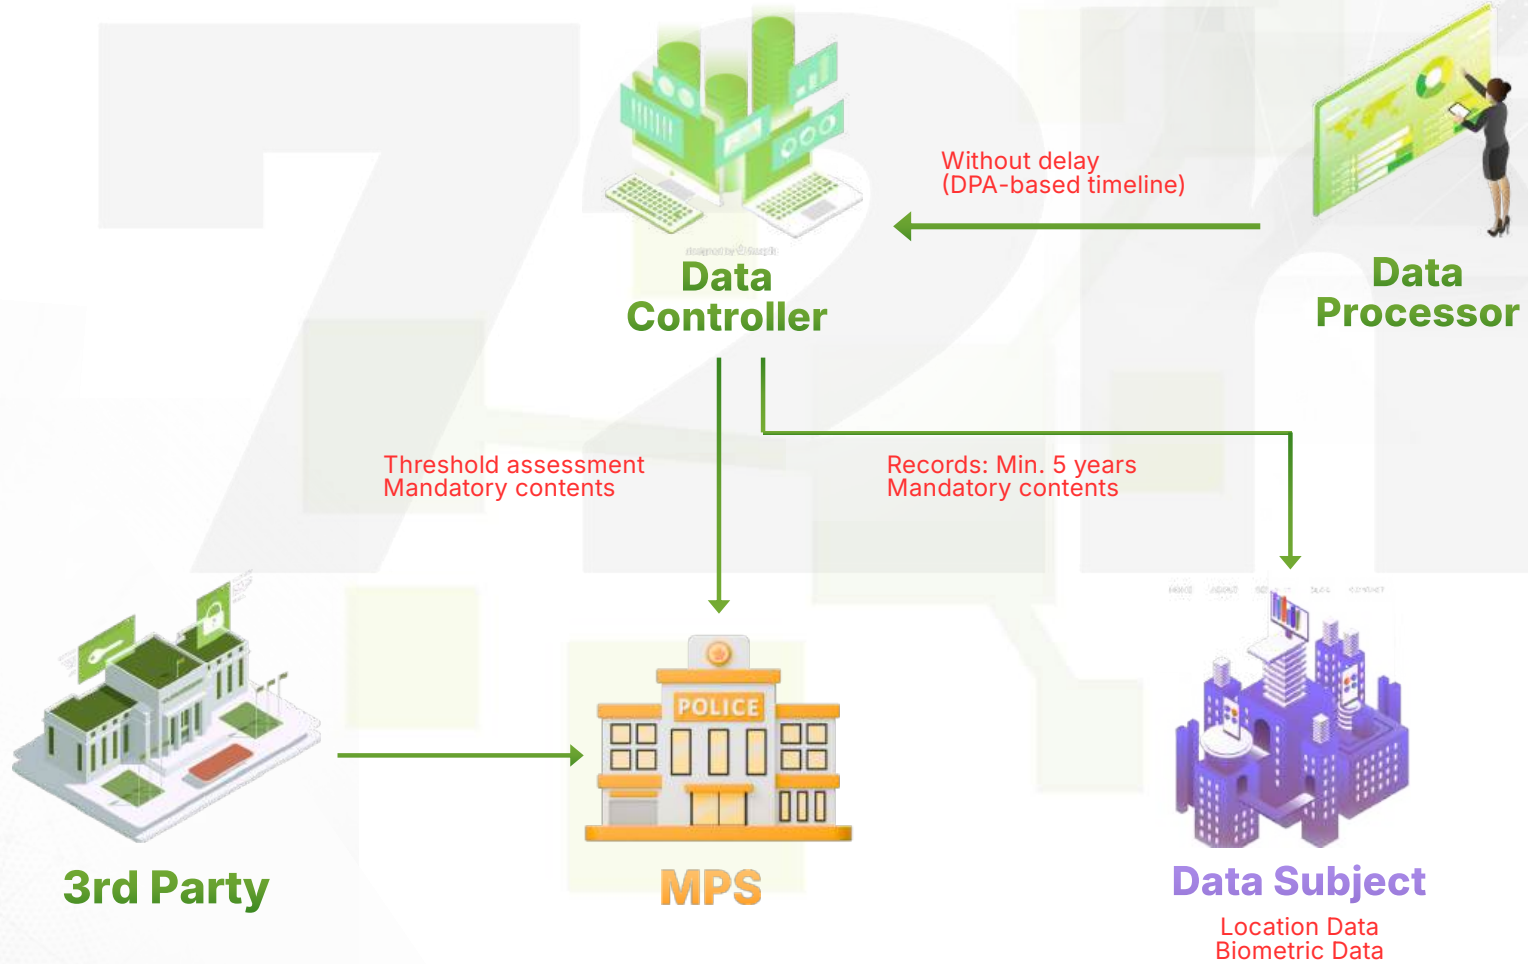 72h
Without delay
(DPA-based timeline)
Data
Controller
Data
Processor
Threshold assessment
Mandatory contents
Records: Min. 5 years
Mandatory contents
POLICE
3rd Party
MPS
Data Subject
Location Data
Biometric Data